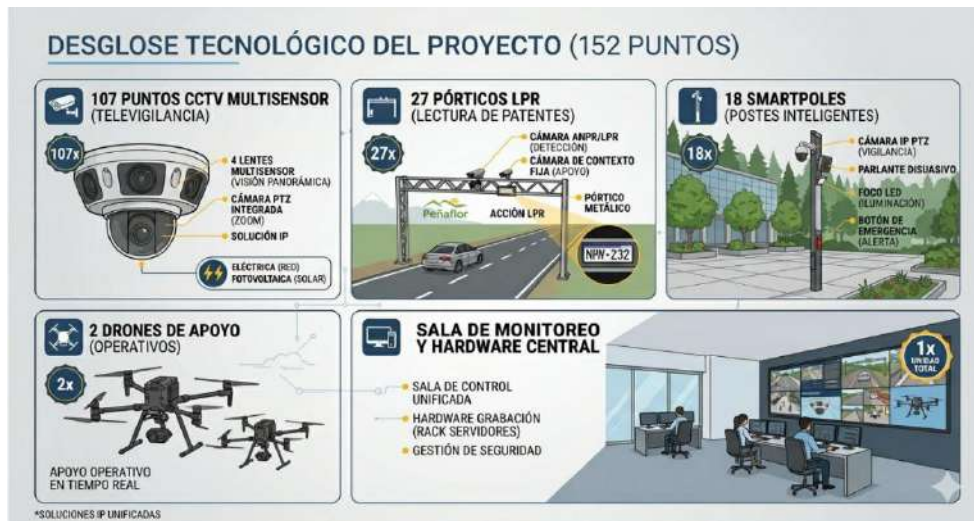 DESGLOSE TECNOLÓGICO DEL PROYECTO (152 PUNTOS)
107 PUNTOS CCTV MULTISENSOR
(TELEVIGILANCIA)
107x
4 LENTES
MULTISENSOR
(VISIÓN PANORÁMICA)
CÁMARA PTZ
INTEGRADA
(ZOOM)
SOLUCIÓN IP
ELÉCTRICA (RED)
FOTOVOLTAICA (SOLAR)
27 PÓRTICOS LPR
(LECTURA DE PATENTES)
27x
CÁMARA ANPR/LPR
(DETECCIÓN)
CÁMARA DE CONTEXTO
FIJA (APOYO)
Peñaflor
ACCIÓN LPR
PÓRTICO
METÁLICO
NPW-232
18 SMARTPOLES
(POSTES INTELIGENTES)
18x
CÁMARA IP PTZ
(VIGILANCIA)
PARLANTE DISUASIVO
FOCO LED
(ILUMINACIÓN)
BOTÓN DE
EMERGENCIA
(ALERTA)
2 DRONES DE APOYO
(OPERATIVOS)
2x
APOYO OPERATIVO
EN TIEMPO REAL
SALA DE MONITOREO
Y HARDWARE CENTRAL
SALA DE CONTROL
UNIFICADA
HARDWARE GRABACIÓN
(RACK SERVIDORES)
GESTIÓN DE SEGURIDAD
1x
UNIDAD
TOTAL
*SOLUCIONES IP UNIFICADAS